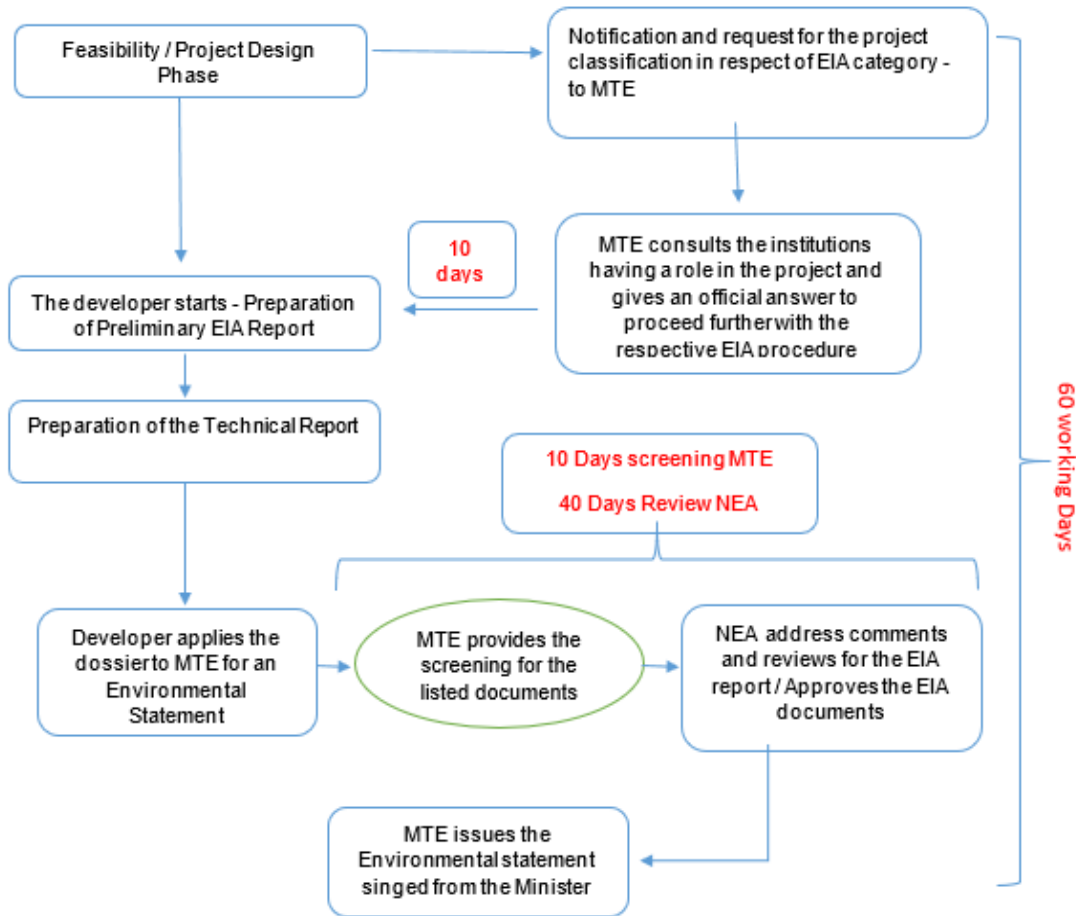 Feasibility / Project Design
Phase
Notification and request for the project
classification in respect of EIA category -
to MTE
10
days
MTE consults the institutions
having a role in the project and
gives an official answer to
proceed further with the
respective EIA procedure
The developer starts - Preparation
of Preliminary EIA Report
Preparation of the Technical Report
10 Days screening MTE
40 Days Review NEA
60 working Days
Developer applies the
dossier to MTE for an
Environmental
Statement
MTE provides the
screening for the
listed documents
NEA address comments
and reviews for the EIA
report / Approves the EIA
documents
MTE issues the
Environmental statement
singed from the Minister